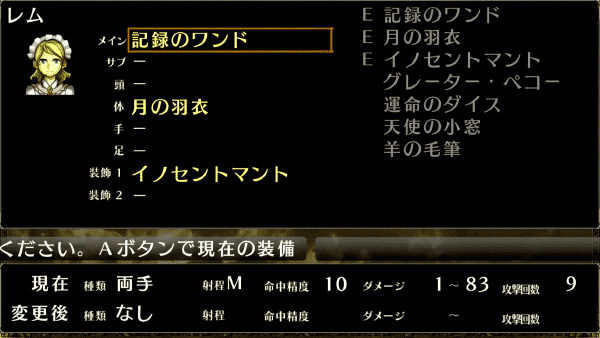 レム
メイン 記録のワンド
サブ ー
頭 ー
体 月の羽衣
手 ー
足 ー
装飾1 イノセントマント
装飾2 ー
E 記録のワンド
E 月の羽衣
E イノセントマント
グレーター・ペコー
運命のダイス
天使の小窓
羊の毛筆
ください。Aボタンで現在の装備
現在 種類 両手 射程 M 命中精度 10 ダメージ 1～83 攻撃回数 9
変更後 種類 なし 射程 命中精度 ダメージ ～ 攻撃回数